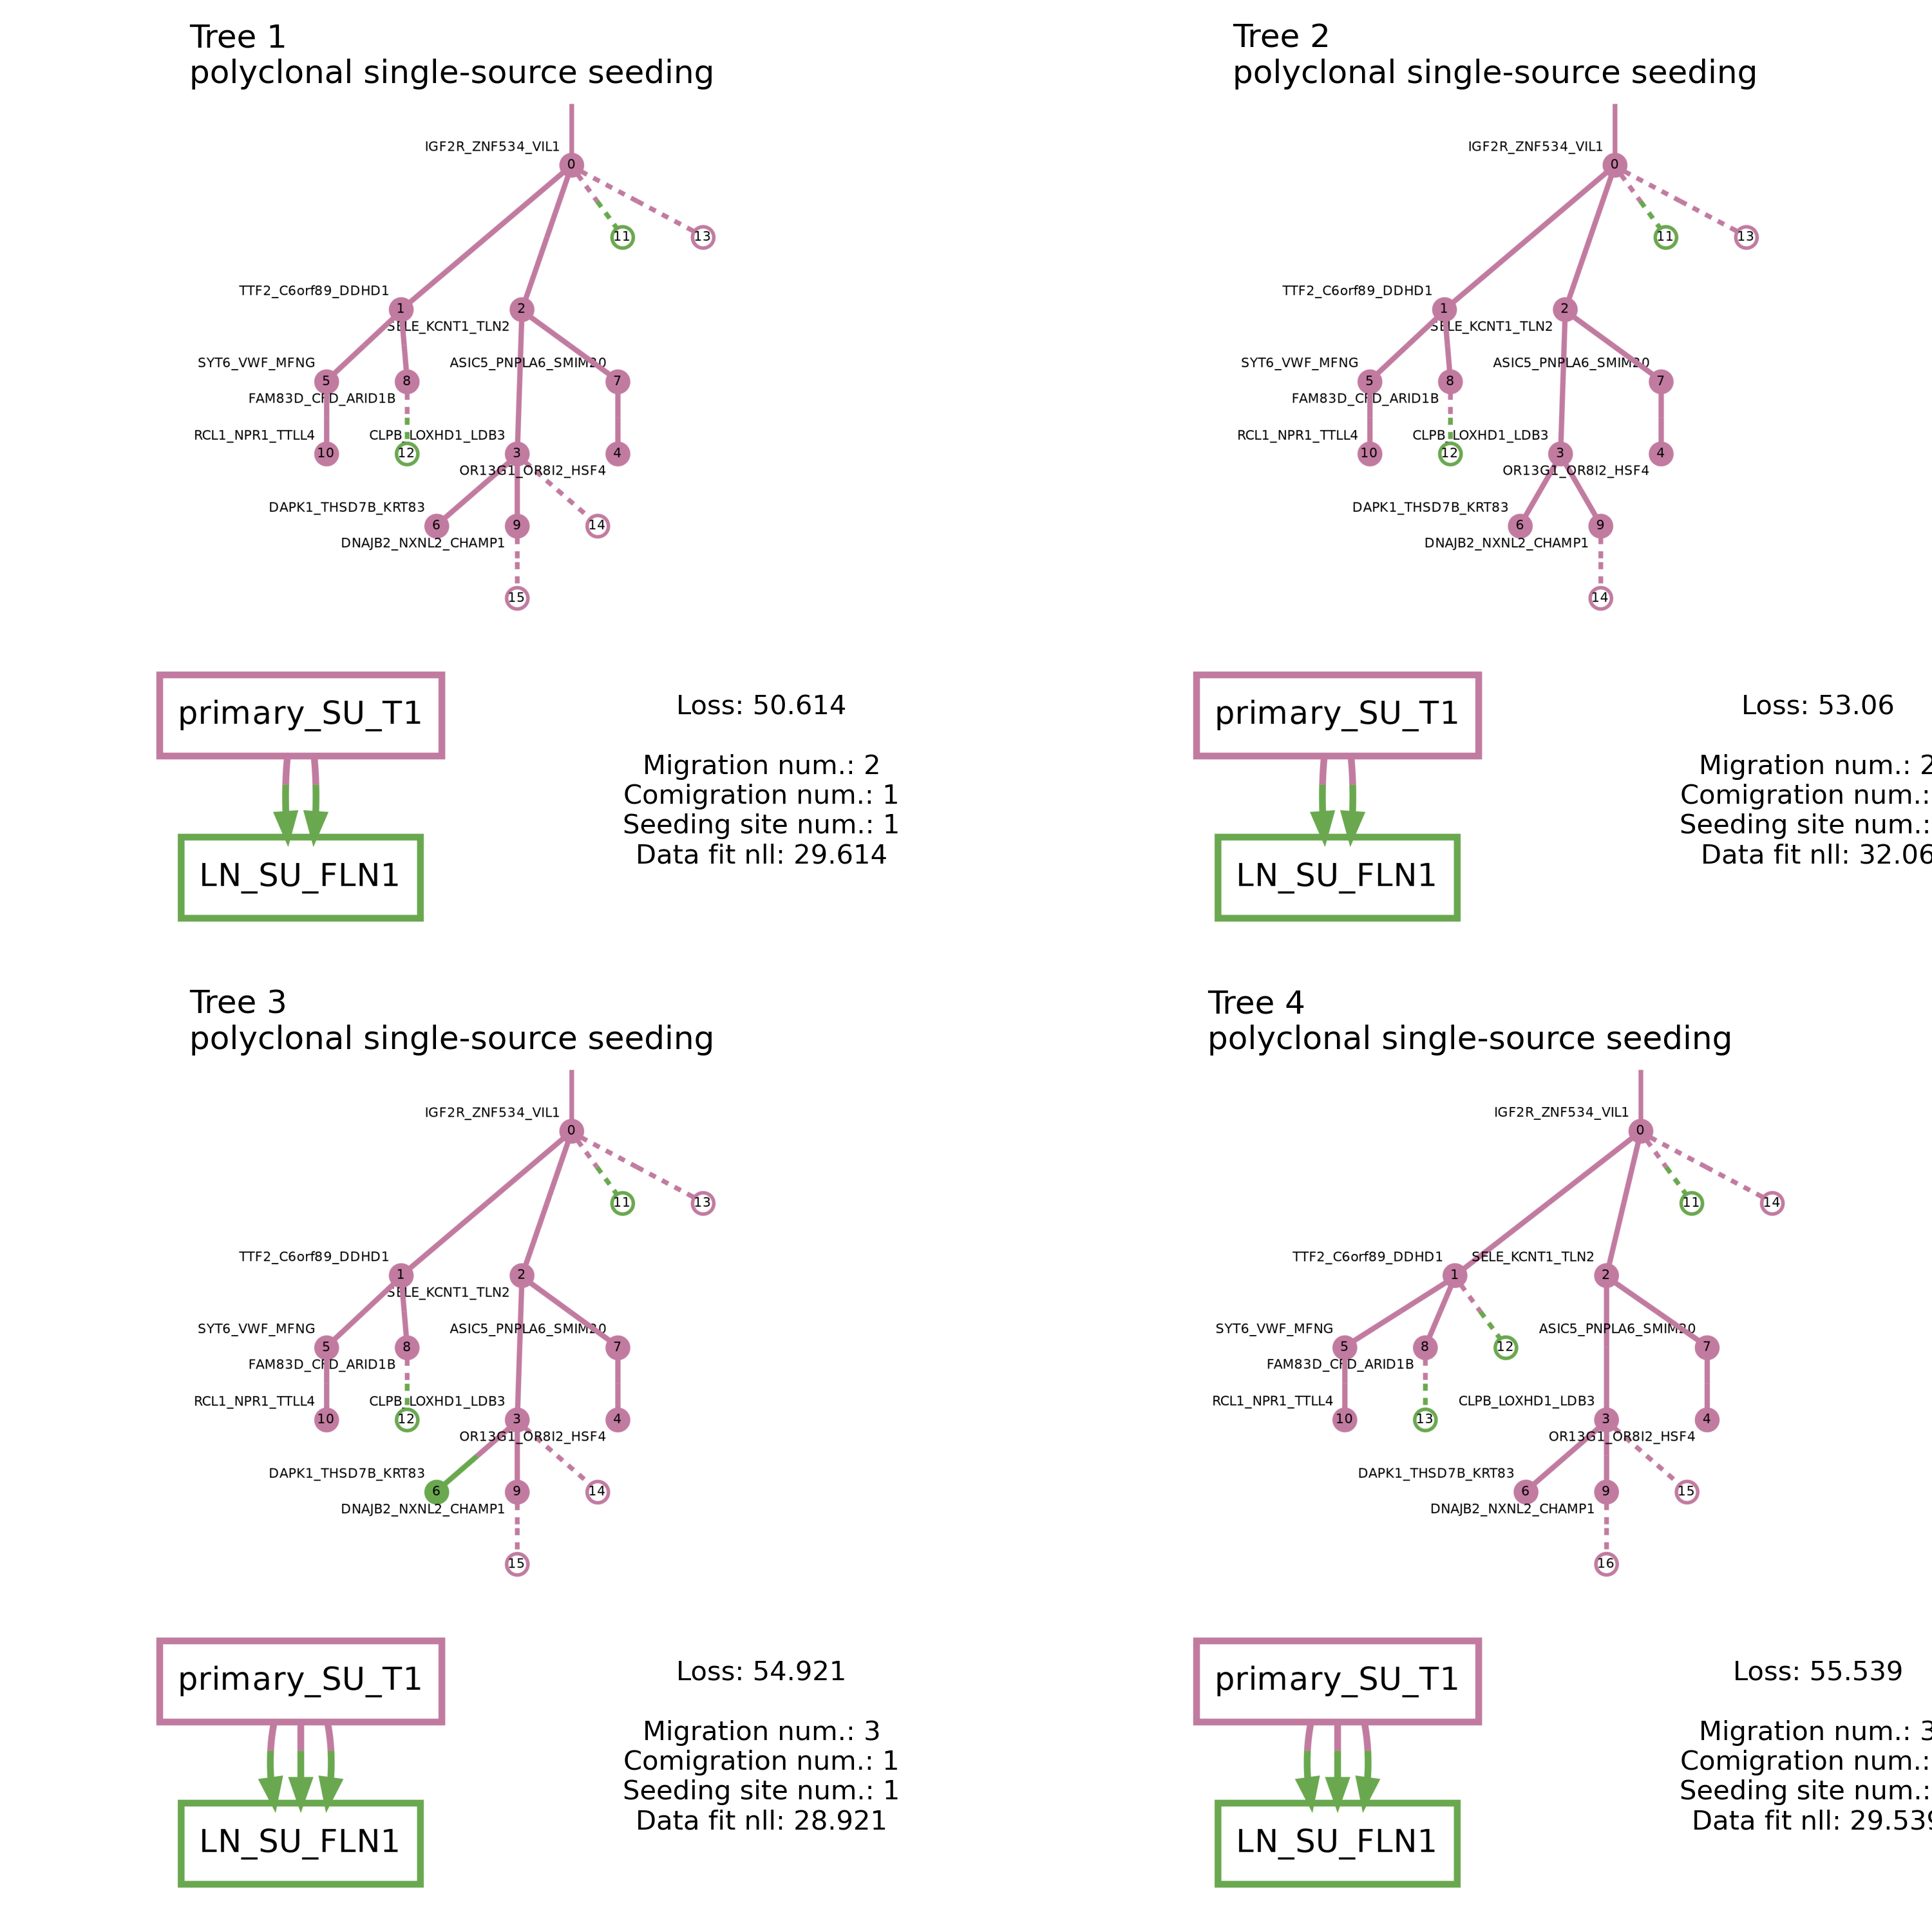 Tree 1
polyclonal single-source seeding
IGF2R_ZNF534_VIL1
0
11
13
TTF2_C6orf89_DDHD1
1
2
SELE_KCNT1_TLN2
SYT6_VWF_MFNG
ASIC5_PNPLA6_SMIM20
5
8
7
FAM83D_CFD_ARID1B
RCL1_NPR1_TTLL4
CLPB_LOXHD1_LDB3
10
12
3
4
OR13G1_OR8I2_HSF4
DAPK1_THSD7B_KRT83
6
9
14
DNAJB2_NXNL2_CHAMP1
15
primary_SU_T1
LN_SU_FLN1
Loss: 50.614
Migration num.: 2
Comigration num.: 1
Seeding site num.: 1
Data fit nll: 29.614
Tree 2
polyclonal single-source seeding
IGF2R_ZNF534_VIL1
0
11
13
TTF2_C6orf89_DDHD1
1
2
SELE_KCNT1_TLN2
SYT6_VWF_MFNG
ASIC5_PNPLA6_SMIM20
5
8
7
FAM83D_CFD_ARID1B
RCL1_NPR1_TTLL4
CLPB_LOXHD1_LDB3
10
12
3
4
OR13G1_OR8I2_HSF4
DAPK1_THSD7B_KRT83
6
9
DNAJB2_NXNL2_CHAMP1
14
primary_SU_T1
LN_SU_FLN1
Loss: 53.06
Migration num.: 2
Comigration num.:
Seeding site num.:
Data fit nll: 32.06
Tree 3
polyclonal single-source seeding
IGF2R_ZNF534_VIL1
0
11
13
TTF2_C6orf89_DDHD1
1
2
SELE_KCNT1_TLN2
SYT6_VWF_MFNG
ASIC5_PNPLA6_SMIM20
5
8
7
FAM83D_CFD_ARID1B
RCL1_NPR1_TTLL4
CLPB_LOXHD1_LDB3
10
12
3
4
OR13G1_OR8I2_HSF4
DAPK1_THSD7B_KRT83
6
9
14
DNAJB2_NXNL2_CHAMP1
15
primary_SU_T1
LN_SU_FLN1
Loss: 54.921
Migration num.: 3
Comigration num.: 1
Seeding site num.: 1
Data fit nll: 28.921
Tree 4
polyclonal single-source seeding
IGF2R_ZNF534_VIL1
0
11
14
TTF2_C6orf89_DDHD1
SELE_KCNT1_TLN2
1
2
SYT6_VWF_MFNG
ASIC5_PNPLA6_SMIM20
5
8
12
7
FAM83D_CFD_ARID1B
RCL1_NPR1_TTLL4
CLPB_LOXHD1_LDB3
10
13
3
4
OR13G1_OR8I2_HSF4
DAPK1_THSD7B_KRT83
6
9
15
DNAJB2_NXNL2_CHAMP1
16
primary_SU_T1
LN_SU_FLN1
Loss: 55.539
Migration num.: 3
Comigration num.:
Seeding site num.:
Data fit nll: 29.539